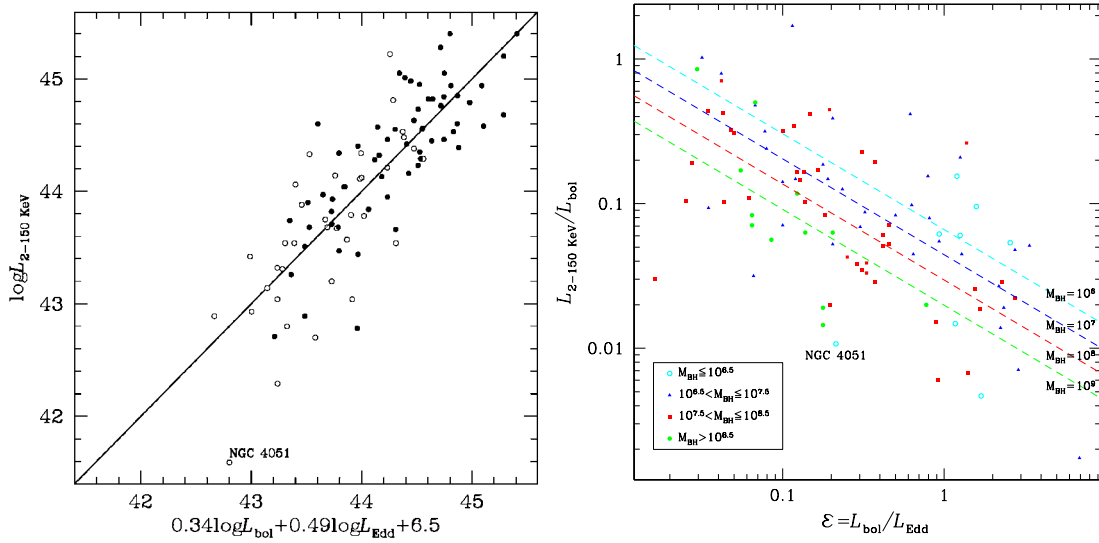 45
44
43
42
logL2−150 KeV
NGC 4051
42
43
44
45
0.34logLbol+0.49logLEdd+6.5
1
0.1
0.01
L2−150 KeV/Lbol
MBH=10^6
MBH=10^7
MBH=10^8
MBH=10^9
NGC 4051
MBH≦10^6.5
10^6.5<MBH≦10^7.5
10^7.5<MBH≦10^8.5
MBH>10^8.5
0.1
1
ℰ=Lbol/LEdd